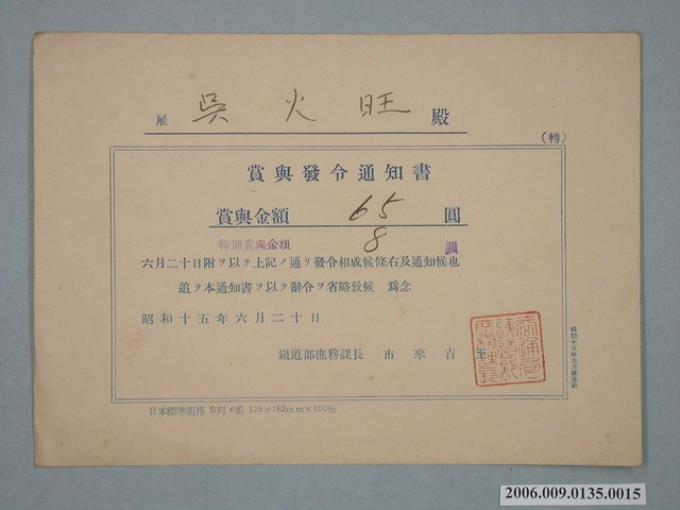 雇 吳火旺 殿
(轉)
賞與發令通知書
賞與金額 65 圓
特別賞與金額 8 圓
六月二十日附ヲ以テ上記ノ通リ發令相成候條右及通知候也
追テ本通知書ヲ以テ辭令ヲ省略致候 爲念
昭和十五年六月二十日
鐵道部庶務課長 市來吉
日本標準規格 B列6番 128×182m.m×100
2006.009.0135.0015